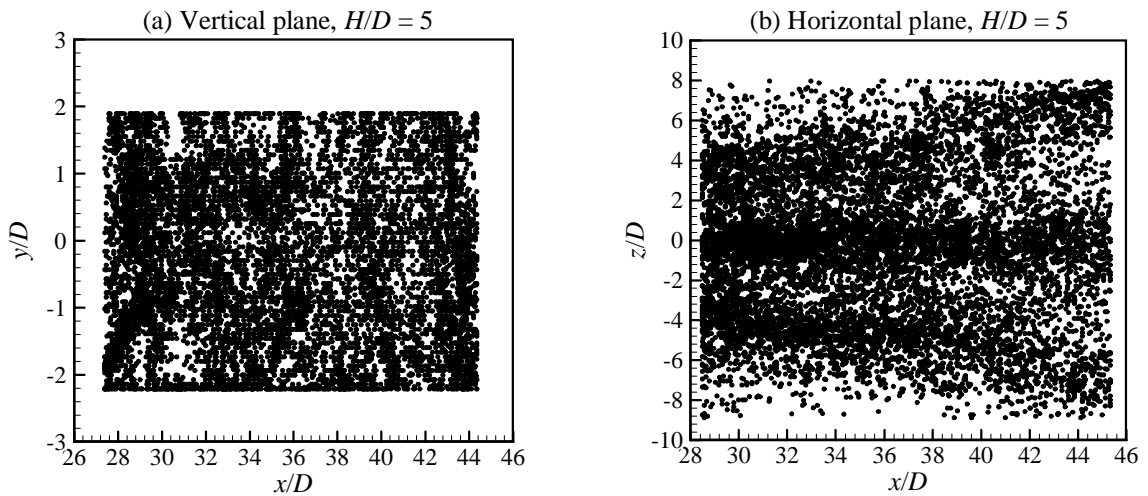 (a) Vertical plane, H/D = 5
3
2
1
0
-1
-2
-3
y/D
26 28 30 32 34 36 38 40 42 44 46
x/D
(b) Horizontal plane, H/D = 5
10
8
6
4
2
0
-2
-4
-6
-8
-10
z/D
28 30 32 34 36 38 40 42 44 46
x/D